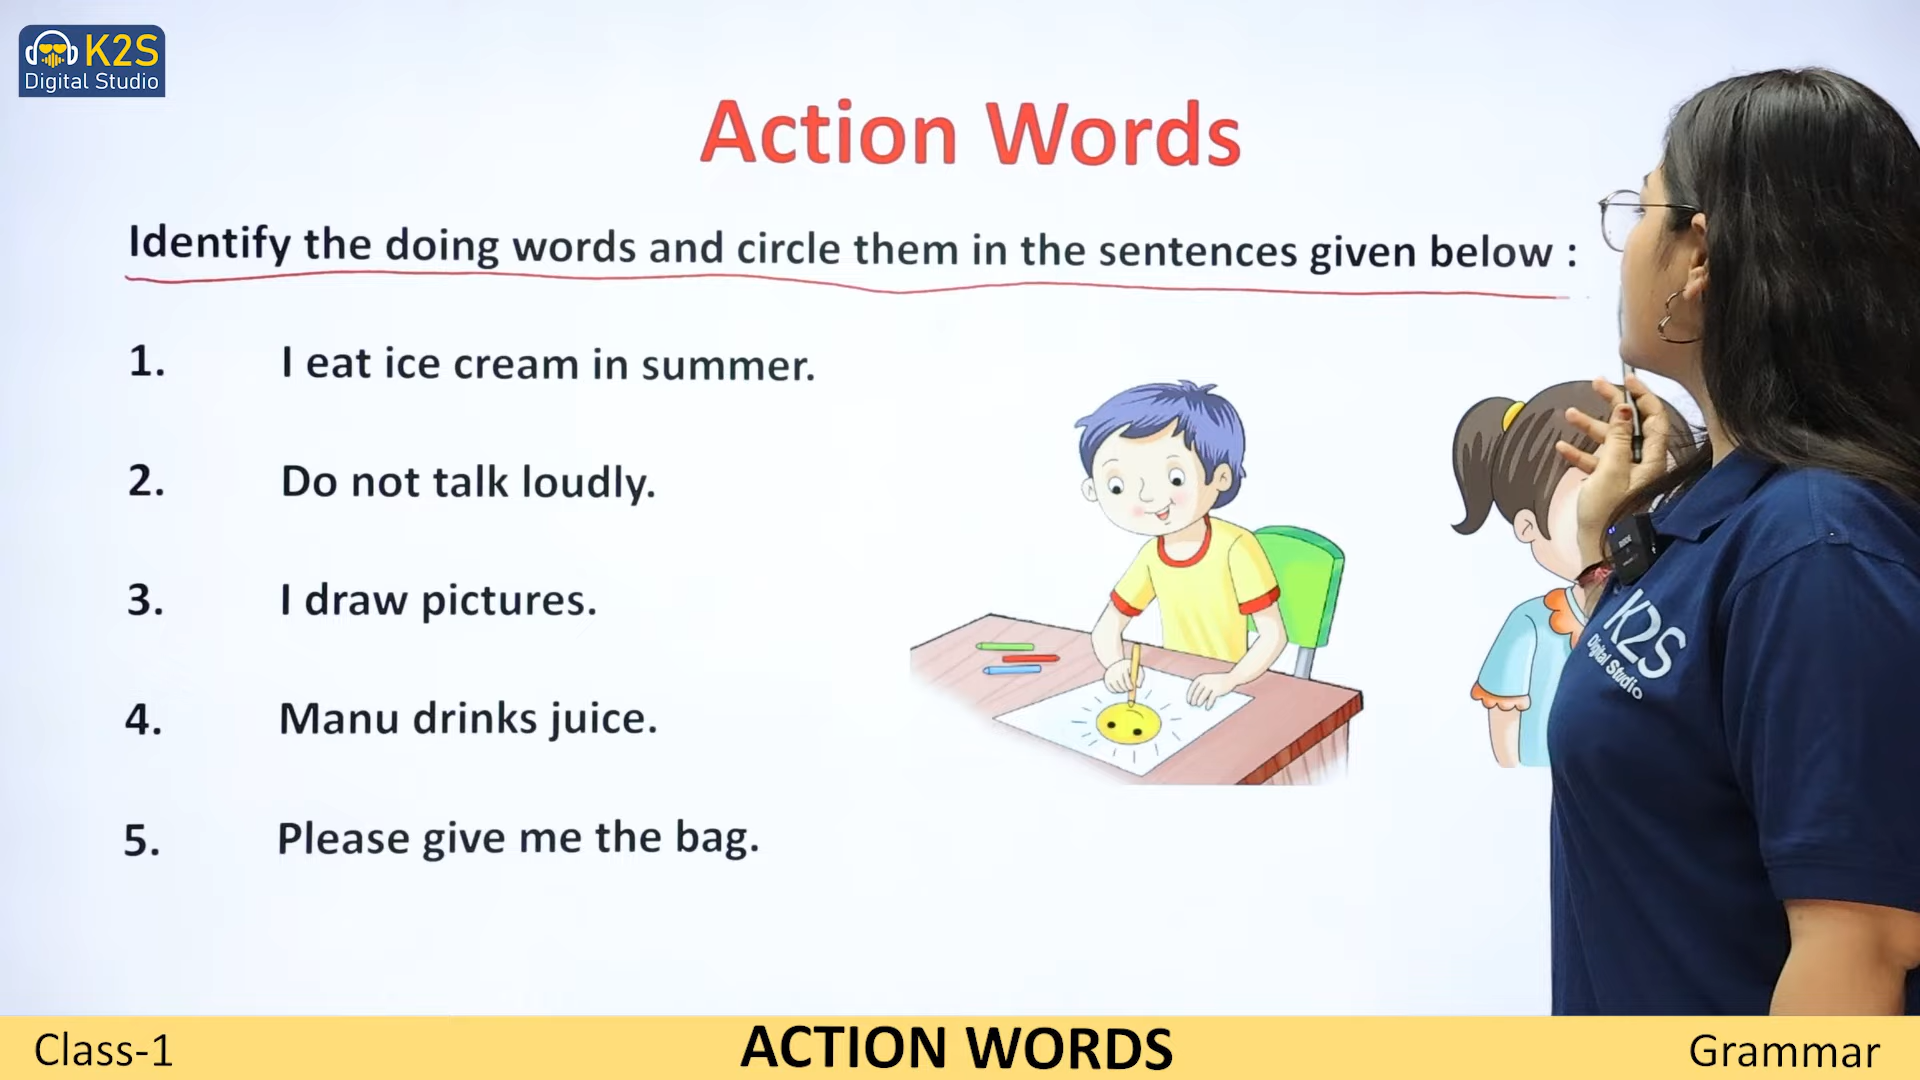 K2S
Digital Studio
Action Words
Identify the doing words and circle them in the sentences given below :
1. I eat ice cream in summer.
2. Do not talk loudly.
3. I draw pictures.
4. Manu drinks juice.
5. Please give me the bag.
K2S
Digital Studio
Class-1
ACTION WORDS
Grammar